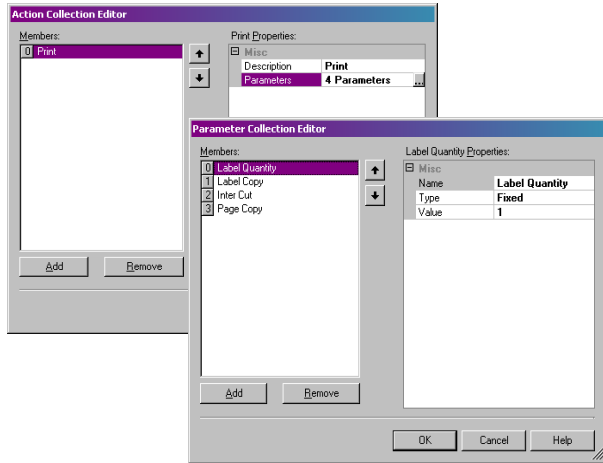 Action Collection Editor
Members:
Print Properties:
0 Print
Misc
Description Print
Parameters 4 Parameters ...
Add Remove
Parameter Collection Editor
Members:
Label Quantity Properties:
0 Label Quantity
1 Label Copy
2 Inter Cut
3 Page Copy
Misc
Name Label Quantity
Type Fixed
Value 1
Add Remove
OK Cancel Help